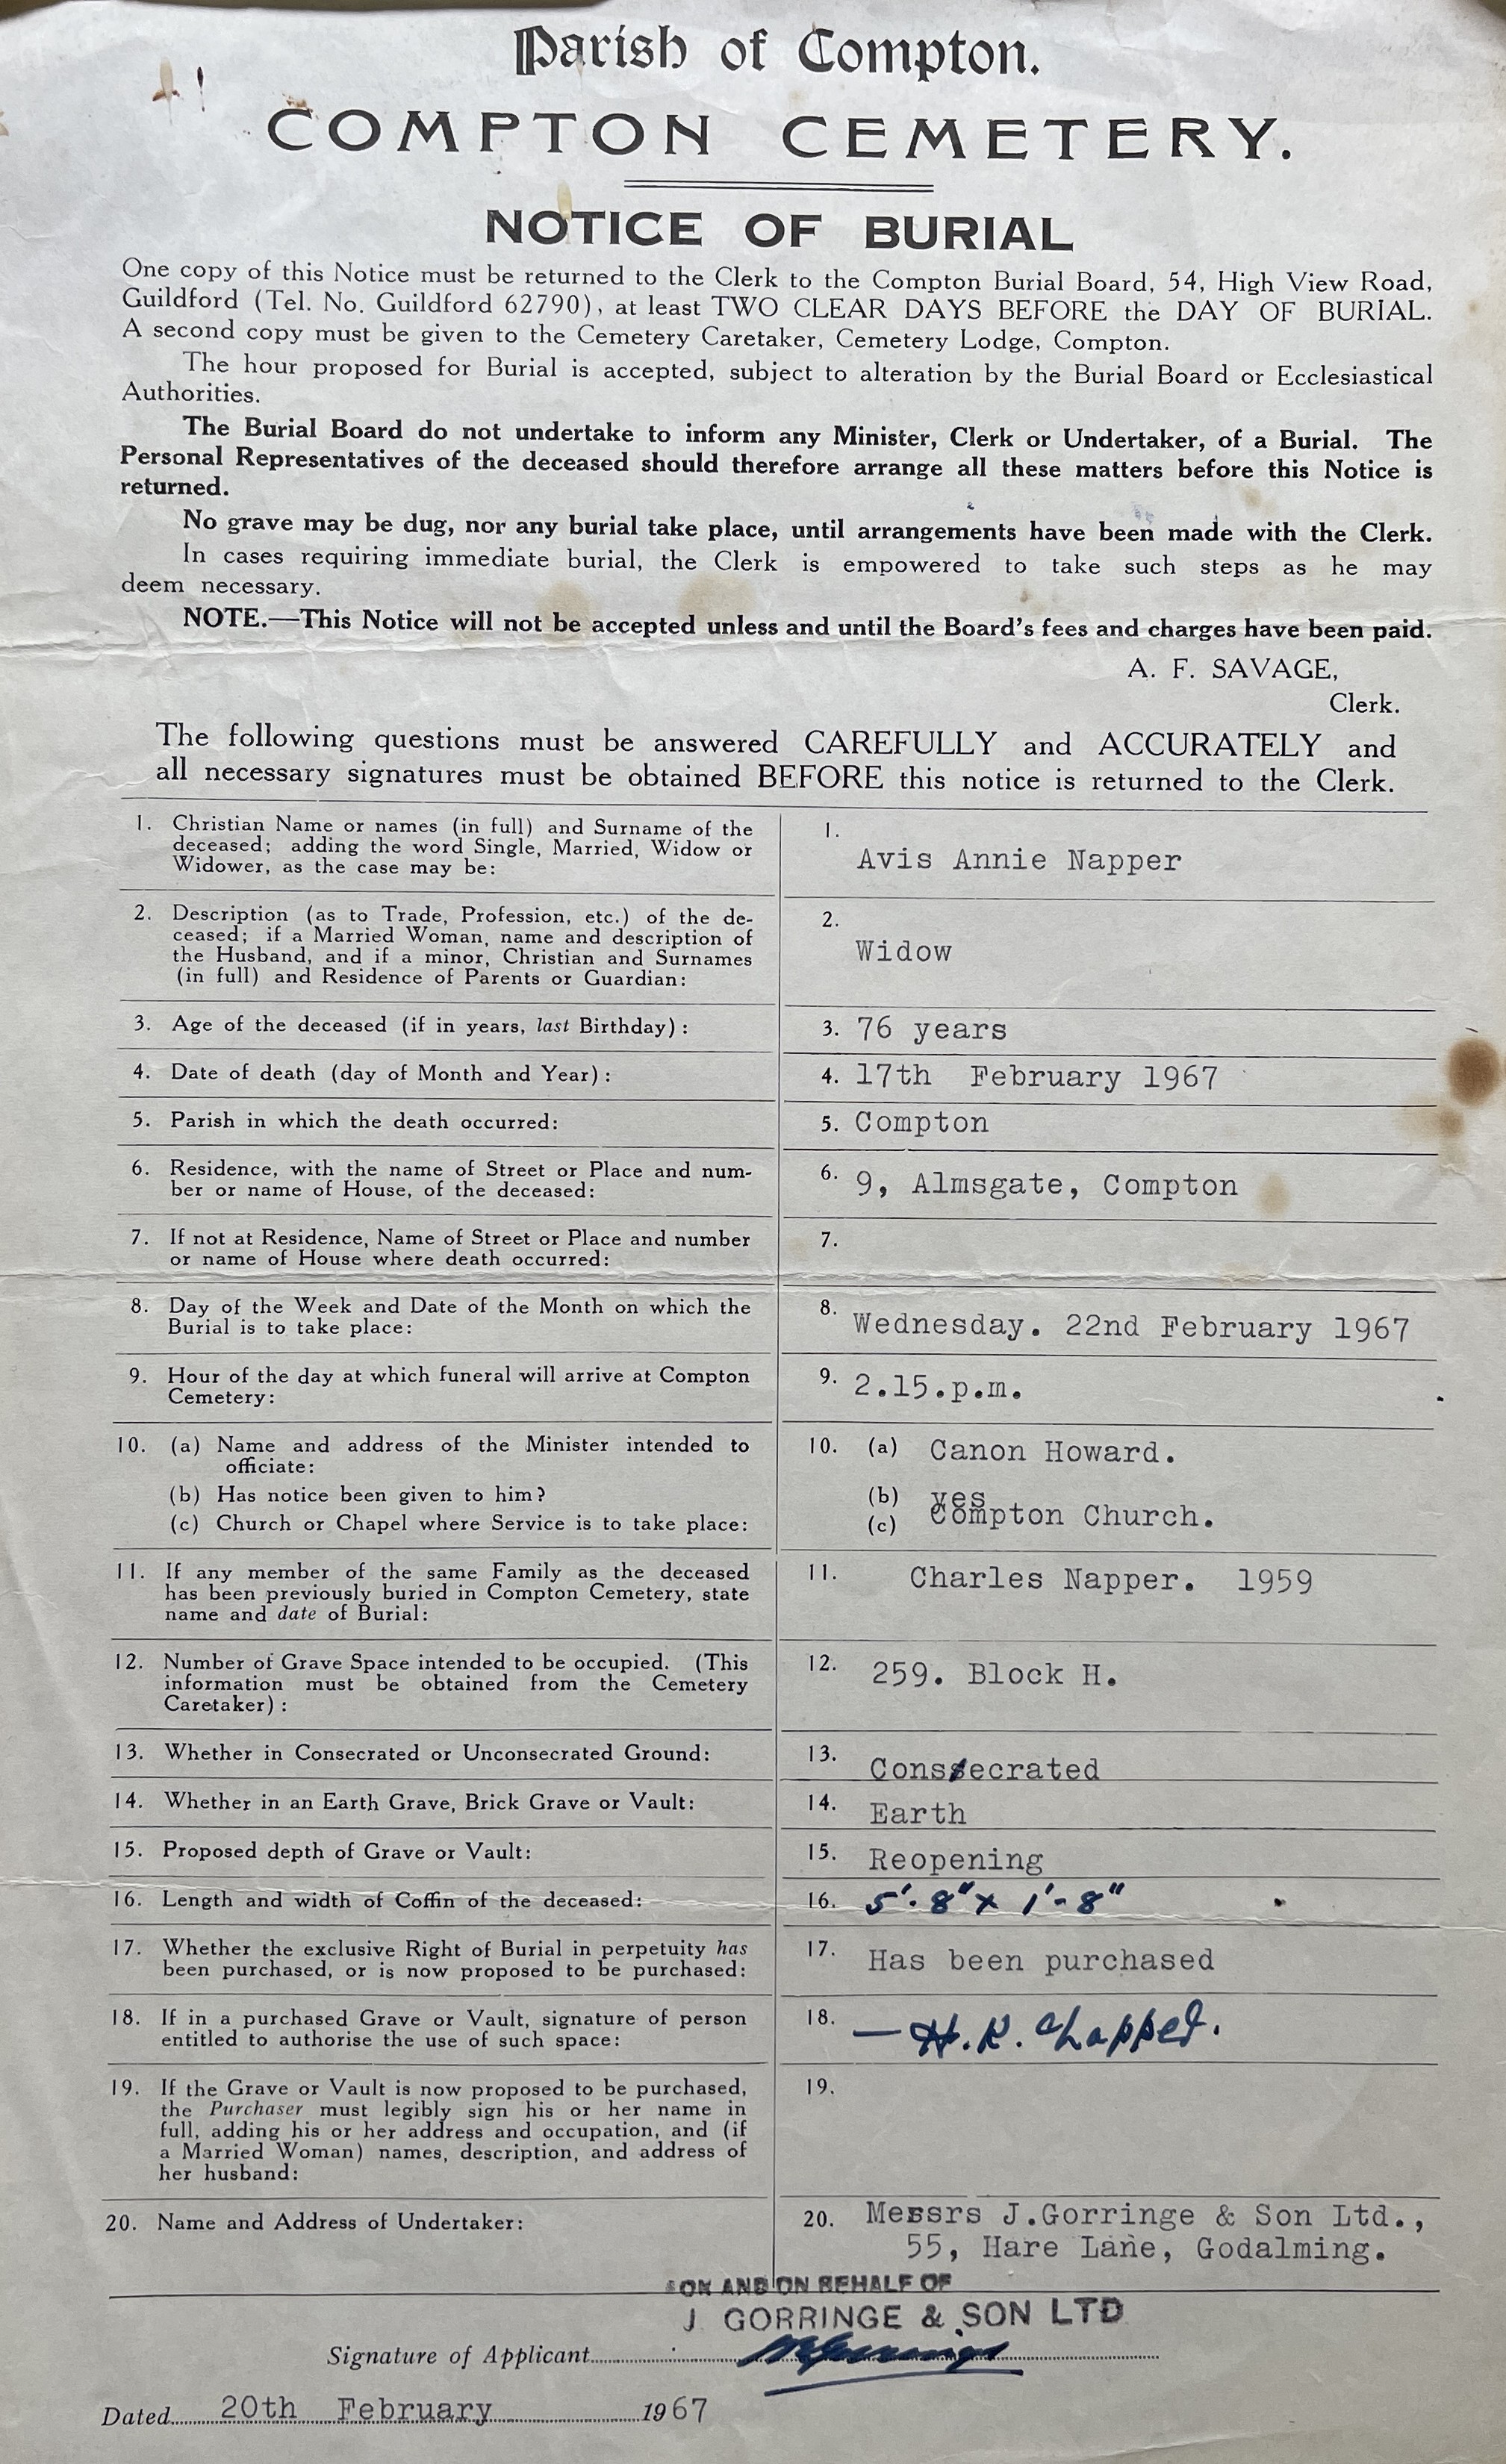 Parish of Compton.
COMPTON CEMETERY.
NOTICE OF BURIAL
One copy of this Notice must be returned to the Clerk to the Compton Burial Board, 54, High View Road,
Guildford (Tel. No. Guildford 62790), at least TWO CLEAR DAYS BEFORE the DAY OF BURIAL.
A second copy must be given to the Cemetery Caretaker, Cemetery Lodge, Compton.
The hour proposed for Burial is accepted, subject to alteration by the Burial Board or Ecclesiastical
Authorities.
The Burial Board do not undertake to inform any Minister, Clerk or Undertaker, of a Burial. The
Personal Representatives of the deceased should therefore arrange all these matters before this Notice is
returned.
No grave may be dug, nor any burial take place, until arrangements have been made with the Clerk.
In cases requiring immediate burial, the Clerk is empowered to take such steps as he may
deem necessary.
NOTE.—This Notice will not be accepted unless and until the Board's fees and charges have been paid.
A. F. SAVAGE,
Clerk.
The following questions must be answered CAREFULLY and ACCURATELY and
all necessary signatures must be obtained BEFORE this notice is returned to the Clerk.
1. Christian Name or names (in full) and Surname of the
deceased; adding the word Single, Married, Widow or
Widower, as the case may be:
1.
Avis Annie Napper
2. Description (as to Trade, Profession, etc.) of the de-
ceased; if a Married Woman, name and description of
the Husband, and if a minor, Christian and Surnames
(in full) and Residence of Parents or Guardian:
2.
Widow
3. Age of the deceased (if in years, last Birthday):
3. 76 years
4. Date of death (day of Month and Year):
4. 17th February 1967
5. Parish in which the death occurred:
5. Compton
6. Residence, with the name of Street or Place and num-
ber or name of House, of the deceased:
6. 9, Almsgate, Compton
7. If not at Residence, Name of Street or Place and number
or name of House where death occurred:
7.
8. Day of the Week and Date of the Month on which the
Burial is to take place:
8. Wednesday. 22nd February 1967
9. Hour of the day at which funeral will arrive at Compton
Cemetery:
9. 2.15.p.m.
10. (a) Name and address of the Minister intended to
officiate:
(b) Has notice been given to him?
(c) Church or Chapel where Service is to take place:
10. (a) Canon Howard.
(b) yes
(c) Compton Church.
11. If any member of the same Family as the deceased
has been previously buried in Compton Cemetery, state
name and date of Burial:
11. Charles Napper. 1959
12. Number of Grave Space intended to be occupied. (This
information must be obtained from the Cemetery
Caretaker):
12. 259. Block H.
13. Whether in Consecrated or Unconsecrated Ground:
13. Conssecrated
14. Whether in an Earth Grave, Brick Grave or Vault:
14. Earth
15. Proposed depth of Grave or Vault:
15. Reopening
16. Length and width of Coffin of the deceased:
16. 5'-8" x 1'-8"
17. Whether the exclusive Right of Burial in perpetuity has
been purchased, or is now proposed to be purchased:
17. Has been purchased
18. If in a purchased Grave or Vault, signature of person
entitled to authorise the use of such space:
18. — H. R. Chappel.
19. If the Grave or Vault is now proposed to be purchased,
the Purchaser must legibly sign his or her name in
full, adding his or her address and occupation, and (if
a Married Woman) names, description, and address of
her husband:
19.
20. Name and Address of Undertaker:
20. Messrs J.Gorringe & Son Ltd.,
55, Hare Lane, Godalming.
AND ON BEHALF OF
J. GORRINGE & SON LTD
Signature of Applicant
Dated 20th February 1967